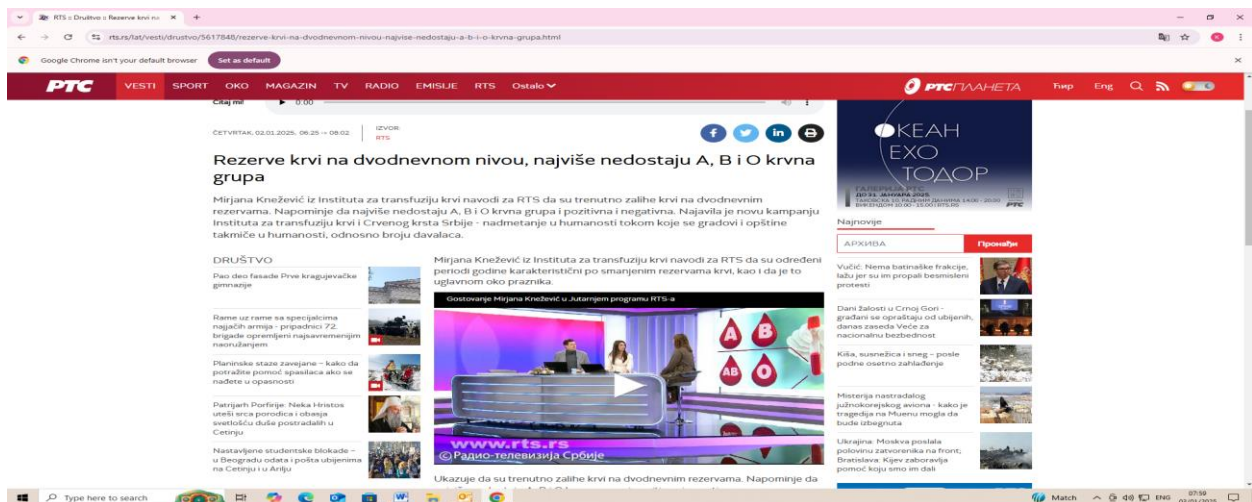 RTS :: Društvo :: Rezerve krvi na
rts.rs/lat/vesti/drustvo/5617848/rezerve-krvi-na-dvodnevnom-nivou-najvise-nedostaju-a-b-i-o-krvna-grupa.html
Google Chrome isn't your default browser
Set as default
РТС
VESTI SPORT OKO MAGAZIN TV RADIO EMISIJE RTS Ostalo
РТС ПЛАНЕТА
Ћир Eng
Čitaj mi!
0:00
ČETVRTAK, 02.01.2025, 06:25 -> 08:02
IZVOR:
RTS
Rezerve krvi na dvodnevnom nivou, najviše nedostaju A, B i O krvna
grupa
Mirjana Knežević iz Instituta za transfuziju krvi navodi za RTS da su trenutno zalihe krvi na dvodnevnim
rezervama. Napominje da najviše nedostaju A, B i O krvna grupa i pozitivna i negativna. Najavila je novu kampanju
Instituta za transfuziju krvi i Crvenog krsta Srbije - nadmetanje u humanosti tokom koje se gradovi i opštine
takmiče u humanosti, odnosno broju davalaca.
DRUŠTVO
Pao deo fasade Prve kragujevačke
gimnazije
Rame uz rame sa specijalcima
najjačih armija - pripadnici 72.
brigade opremljeni najsavremenijim
naoružanjem
Planinske staze zavejane – kako da
potražite pomoć spasilaca ako se
nađete u opasnosti
Patrijarh Porfirije: Neka Hristos
uteši srca porodica i obasja
svetlošću duše postradalih u
Cetinju
Nastavljene studentske blokade –
u Beogradu odata i pošta ubijenima
na Cetinju i u Arilju
Mirjana Knežević iz Instituta za transfuziju krvi navodi za RTS da su određeni
periodi godine karakteristični po smanjenim rezervama krvi, kao i da je to
uglavnom oko praznika.
Gostovanje Mirjana Knežević u Jutarnjem programu RTS-a
A
B
AB
O
www.rts.rs
© Радио-телевизија Србије
Ukazuje da su trenutno zalihe krvi na dvodnevnim rezervama. Napominje da
ОКЕАН
ЕХО
ТОДОР
ГАЛЕРИЈА РТС
ДО 31. ЈАНУАРА 2025.
РТС
Najnovije
АРХИВА
Пронађи
Vučić: Nema batinaške frakcije,
lažu jer su im propali besmisleni
protesti
Dani žalosti u Crnoj Gori -
građani se opraštaju od ubijenih,
danas zaseda Veće za
nacionalnu bezbednost
Kiša, susnežica i sneg – posle
podne osetno zahlađenje
Misterija nastradalog
južnokorejskog aviona - kako je
tragedija na Muenu mogla da
bude izbegnuta
Ukrajina: Moskva poslala
polovinu zatvorenika na front;
Bratislava: Kijev zaboravlja
pomoć koju smo im dali
Type here to search
Match
ENG
07:59